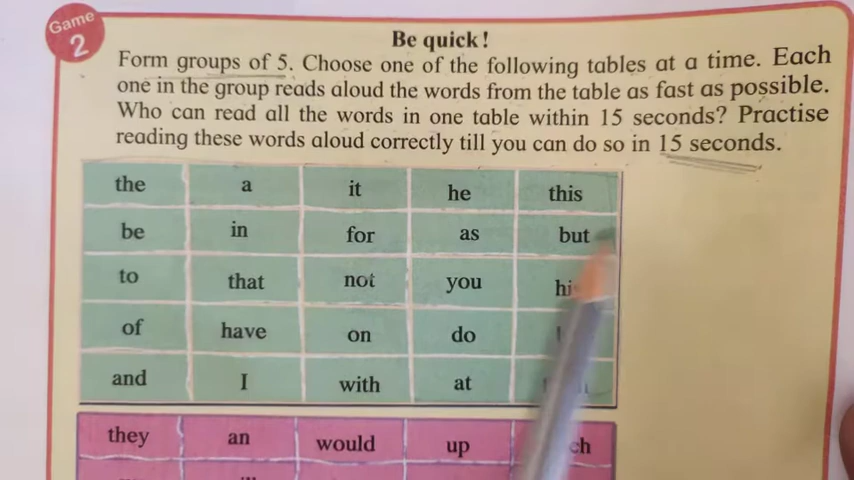 Game
2
Be quick!
Form groups of 5. Choose one of the following tables at a time. Each
one in the group reads aloud the words from the table as fast as possible.
Who can read all the words in one table within 15 seconds? Practise
reading these words aloud correctly till you can do so in 15 seconds.
the a it he this
be in for as but
to that not you
of have on do
and I with at
they an would up